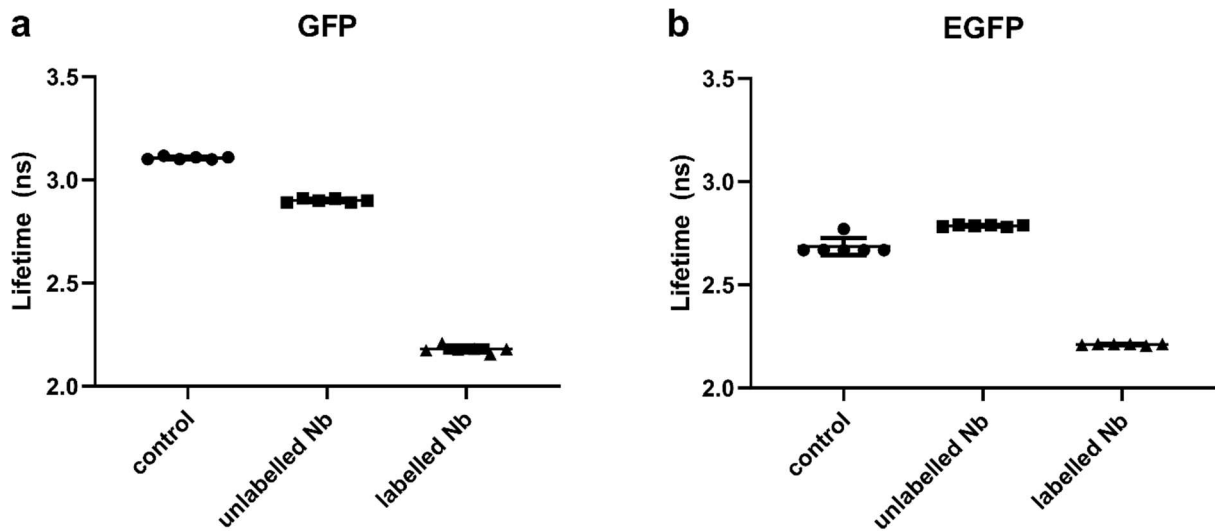 a
GFP
Lifetime (ns)
3.5
3.0
2.5
2.0
control
unlabelled Nb
labelled Nb
b
EGFP
Lifetime (ns)
3.5
3.0
2.5
2.0
control
unlabelled Nb
labelled Nb